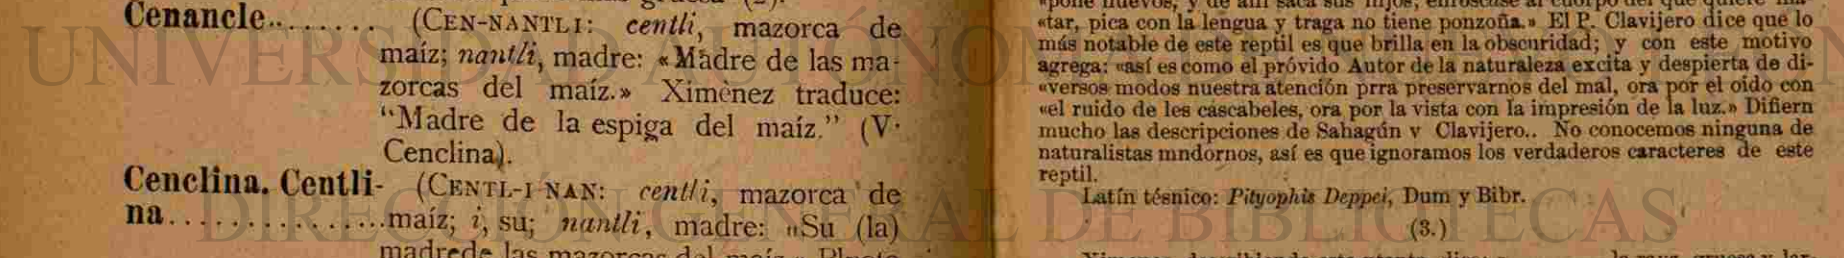 Cenancle......... (CEN-NANTLI: centli, mazorca de
maíz; nantli, madre: «Madre de las ma-
zorcas del maíz.» Ximènez traduce:
"Madre de la espiga del maíz." (V·
Cenclina).
Cenclina. Centli- (CENTL-I NAN: centli, mazorca de
na................maíz; i, su; nantli, madre: «Su (la)
madrede las mazorcas del maíz.»
«pone huevos, y de ahí saca sus hijos; enróscase al cuerpo del que quiere ma-
«tar, pica con la lengua y traga no tiene ponzoña.» El P. Clavijero dice que lo
más notable de este reptil es que brilla en la obscuridad; y con este motivo
agrega: «así es como el próvido Autor de la naturaleza excita y despierta de di-
«versos modos nuestra atención prra preservarnos del mal, ora por el oido con
«el ruido de les cáscabeles, ora por la vista con la impresión de la luz.» Difiern
mucho las descripciones de Sahagún v Clavijero.. No conocemos ninguna de
naturalistas mndornos, así es que ignoramos los verdaderos caracteres de este
reptil.
Latín tésnico: Pityophis Deppei, Dum y Bibr.
(3.)
UNIVERSIDAD AUTÓNOM
DIRECCIÓN GENERAL DE BIBLIOTECAS